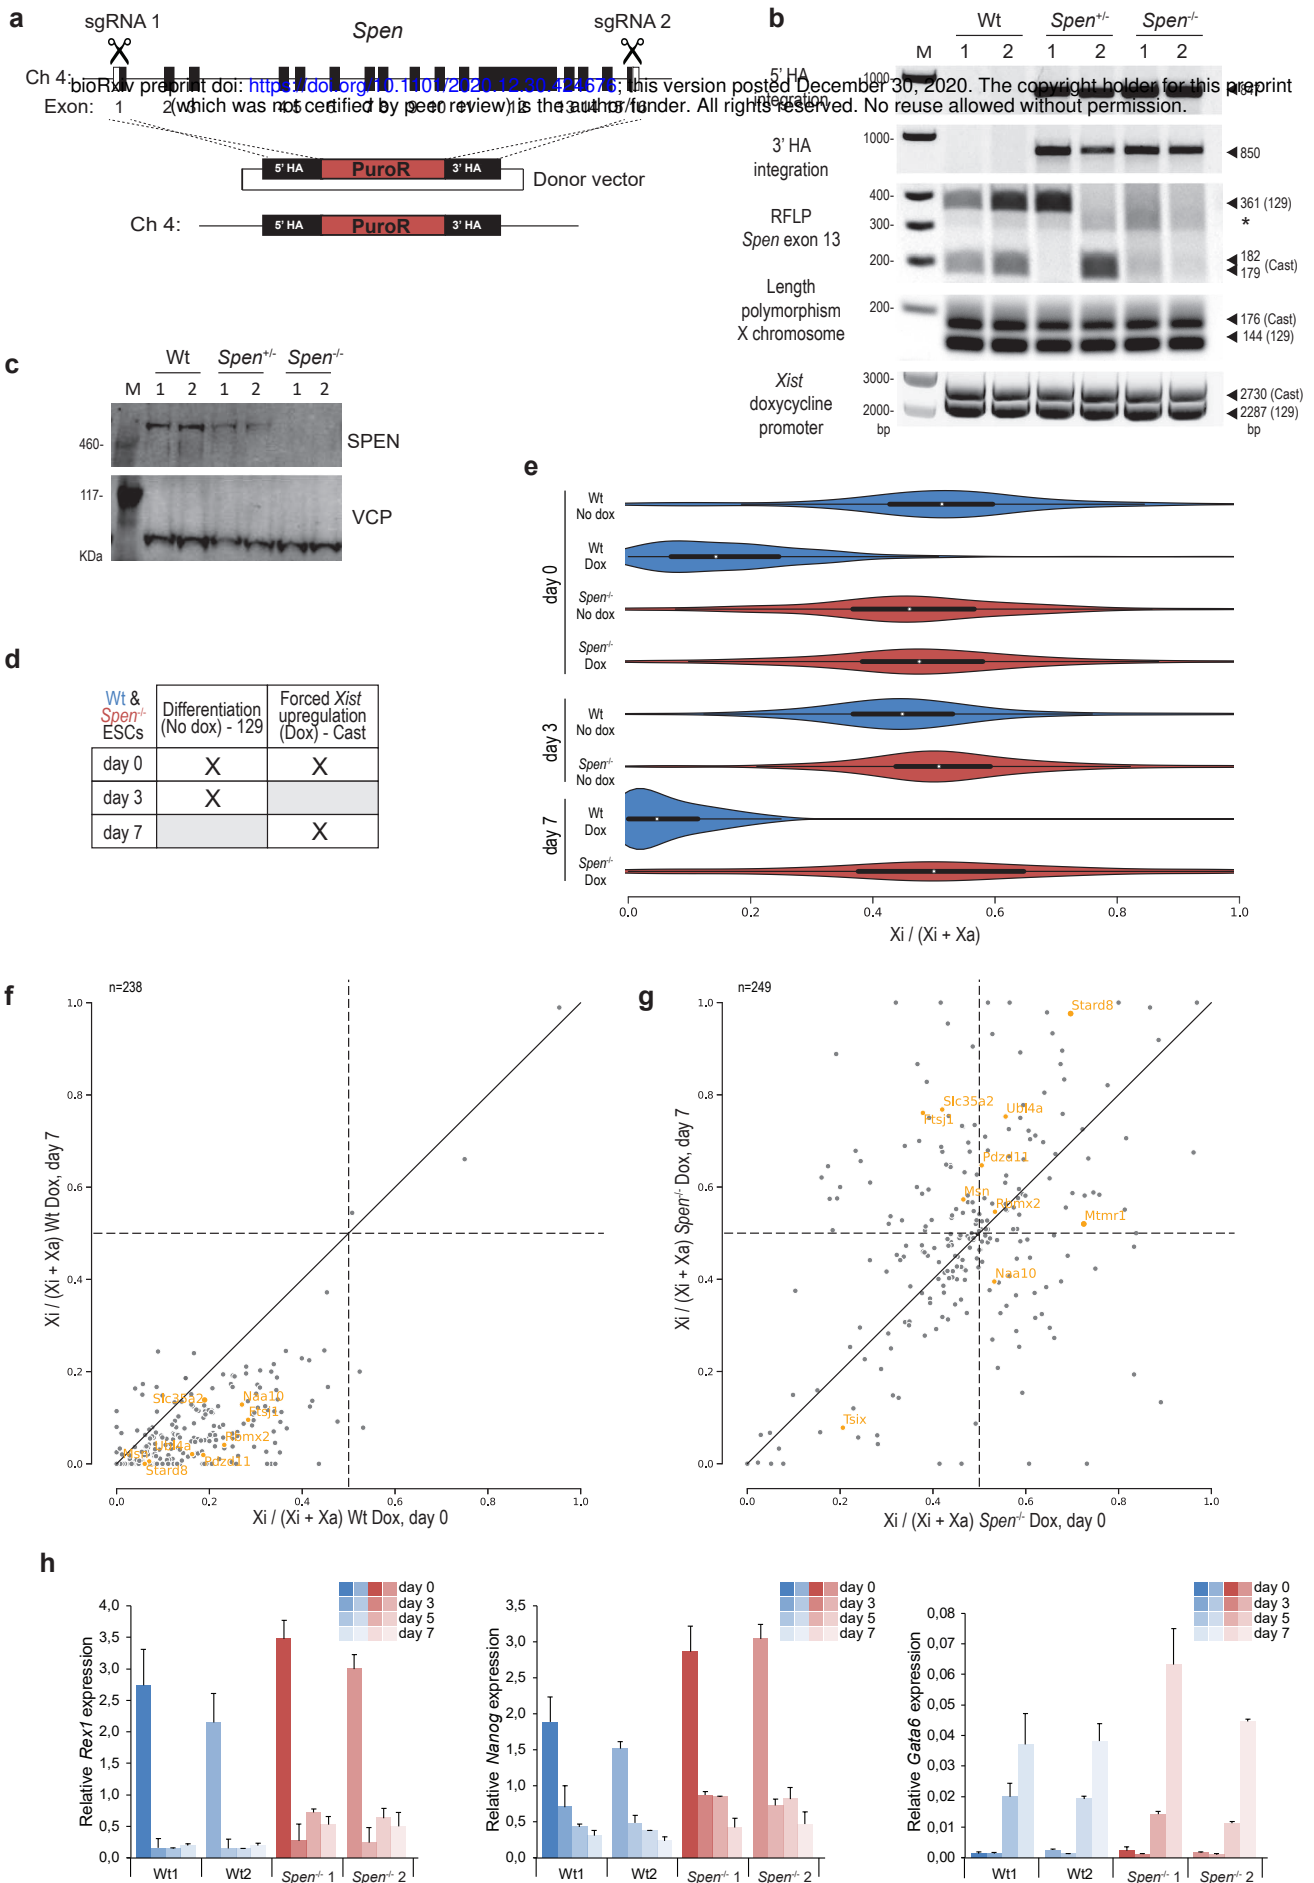 a
sgRNA 1
Spen
sgRNA 2
Ch 4:
bioRxiv preprint doi: https://doi.org/10.1101/2020.12.30.424676; this version posted December 30, 2020. The copyright holder for this preprint
(which was not certified by peer review) is the author/funder. All rights reserved. No reuse allowed without permission.
Exon: 1 2 3 4 5 6 7 8 9 10 11 12 13 14 15 16
5' HA PuroR 3' HA
Donor vector
Ch 4: 5' HA PuroR 3' HA
b
Wt Spen+/- Spen-/-
M 1 2 1 2 1 2
5' HA
integration
1000-
3' HA
integration
1000-
850
RFLP
Spen exon 13
400-
300-
200-
361 (129)
*
182
179
(Cast)
Length
polymorphism
X chromosome
200-
176 (Cast)
144 (129)
Xist
doxycycline
promoter
3000-
2000-
bp
2730 (Cast)
2287 (129)
bp
c
Wt Spen+/- Spen-/-
M 1 2 1 2 1 2
460-
SPEN
117-
VCP
KDa
d
Wt &
Spen-/-
ESCs
Differentiation
(No dox) - 129
Forced Xist
upregulation
(Dox) - Cast
day 0 X X
day 3 X
day 7 X
e
day 0
Wt
No dox
Wt
Dox
Spen-/-
No dox
Spen-/-
Dox
day 3
Wt
No dox
Spen-/-
No dox
day 7
Wt
Dox
Spen-/-
Dox
0.0 0.2 0.4 0.6 0.8 1.0
Xi / (Xi + Xa)
f
n=238
1.0
0.8
0.6
0.4
0.2
0.0
Xi / (Xi + Xa) Wt Dox, day 7
Slc35a2
Naa10
Ftsj1
Rbmx2
Ubl4a
Msn
Pdzd11
Stard8
0.0 0.2 0.4 0.6 0.8 1.0
Xi / (Xi + Xa) Wt Dox, day 0
g
n=249
1.0
0.8
0.6
0.4
0.2
0.0
Xi / (Xi + Xa) Spen-/- Dox, day 7
Stard8
Slc35a2
Ftsj1
Ubl4a
Pdzd11
Msn
Rbmx2
Mtmr1
Naa10
Tsix
0.0 0.2 0.4 0.6 0.8 1.0
Xi / (Xi + Xa) Spen-/- Dox, day 0
h
Relative Rex1 expression
4,0
3,5
3,0
2,5
2,0
1,5
1,0
0,5
0,0
day 0
day 3
day 5
day 7
Wt1 Wt2 Spen-/- 1 Spen-/- 2
Relative Nanog expression
3,5
3,0
2,5
2,0
1,5
1,0
0,5
0,0
day 0
day 3
day 5
day 7
Wt1 Wt2 Spen-/- 1 Spen-/- 2
Relative Gata6 expression
0,08
0,07
0,06
0,05
0,04
0,03
0,02
0,01
0,00
day 0
day 3
day 5
day 7
Wt1 Wt2 Spen-/- 1 Spen-/- 2